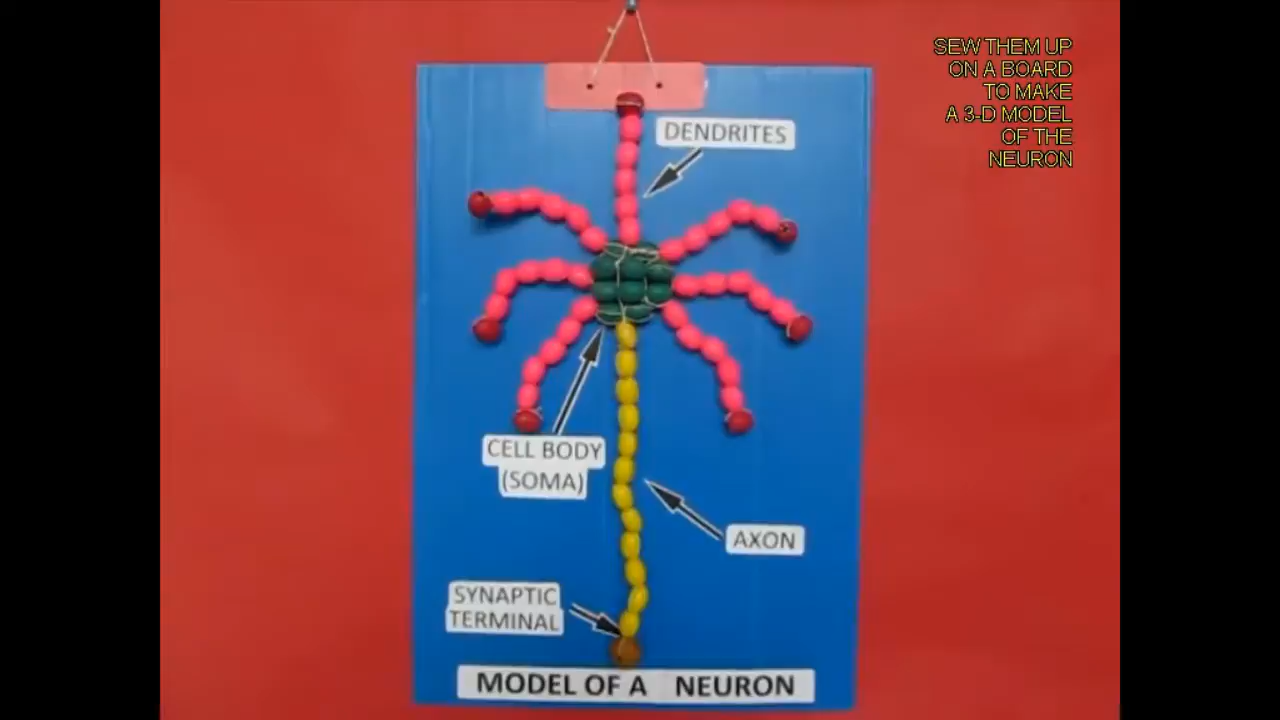 SEW THEM UP
ON A BOARD
TO MAKE
A 3-D MODEL
OF THE
NEURON
DENDRITES
CELL BODY
(SOMA)
AXON
SYNAPTIC
TERMINAL
MODEL OF A NEURON